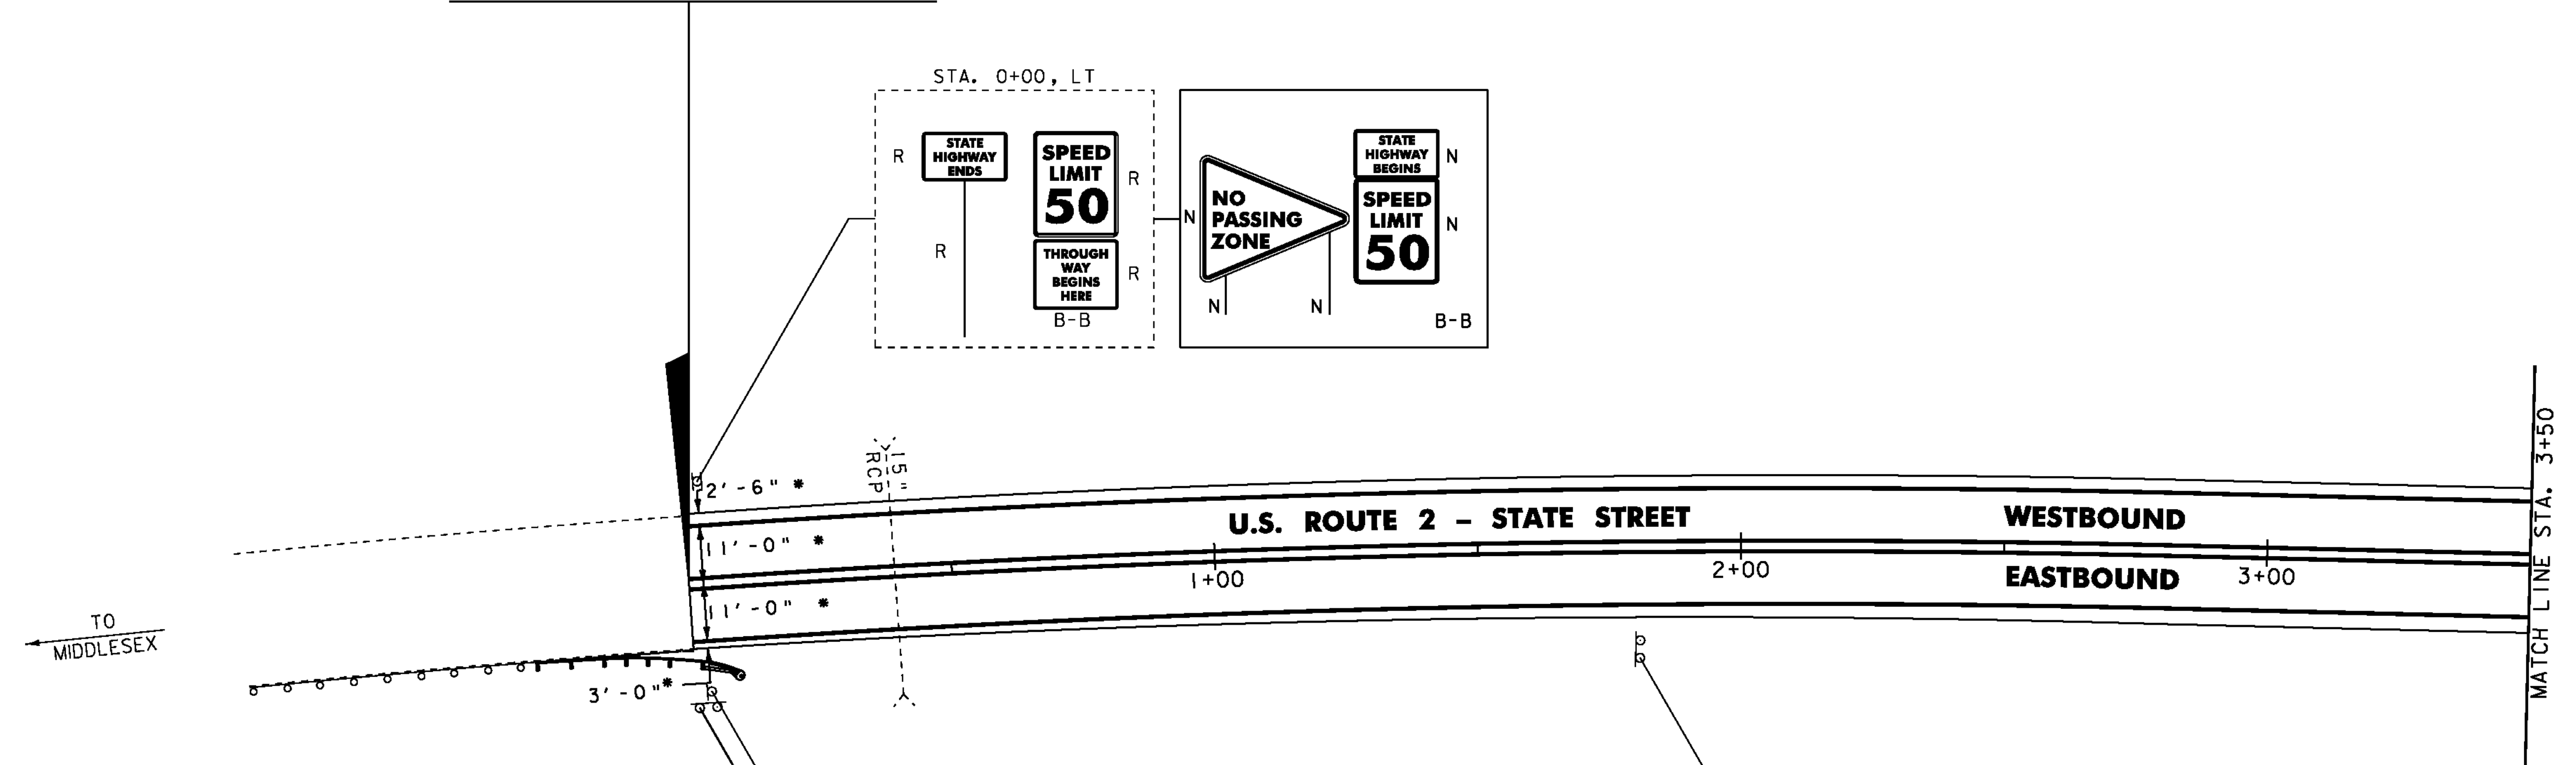 STA. 0+00, LT
R
STATE
HIGHWAY
ENDS
R
SPEED
LIMIT
50
R
THROUGH
WAY
BEGINS
HERE
R
B-B
N
NO
PASSING
ZONE
N
N
STATE
HIGHWAY
BEGINS
N
SPEED
LIMIT
50
N
B-B
15"
RCP
2'-6" *
11'-0" *
11'-0" *
3'-0"*
U.S. ROUTE 2 – STATE STREET
WESTBOUND
EASTBOUND
1+00
2+00
3+00
TO
MIDDLESEX
MATCH LINE STA. 3+50